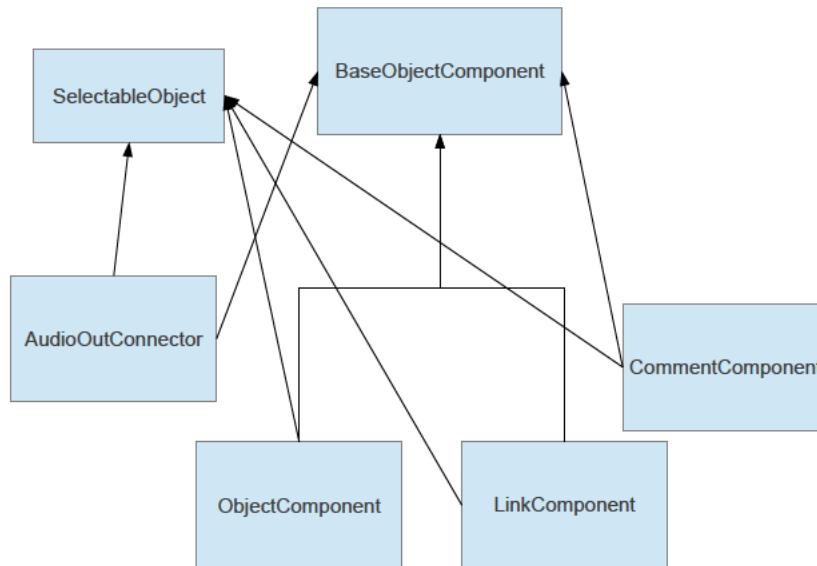 BaseObjectComponent
SelectableObject
AudioOutConnector
CommentComponent
ObjectComponent
LinkComponent